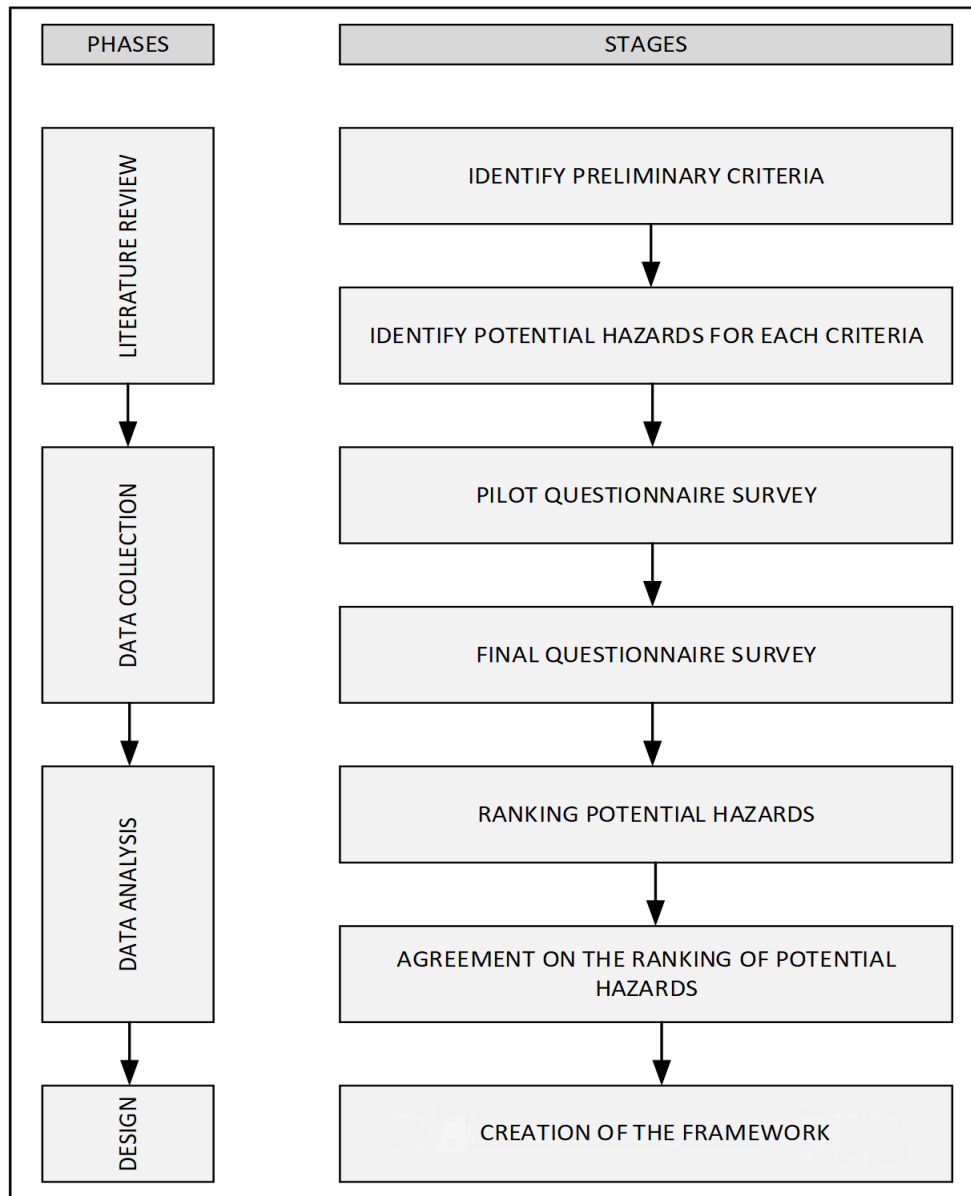 PHASES
STAGES
LITERATURE REVIEW
IDENTIFY PRELIMINARY CRITERIA
IDENTIFY POTENTIAL HAZARDS FOR EACH CRITERIA
DATA COLLECTION
PILOT QUESTIONNAIRE SURVEY
FINAL QUESTIONNAIRE SURVEY
DATA ANALYSIS
RANKING POTENTIAL HAZARDS
AGREEMENT ON THE RANKING OF POTENTIAL
HAZARDS
DESIGN
CREATION OF THE FRAMEWORK